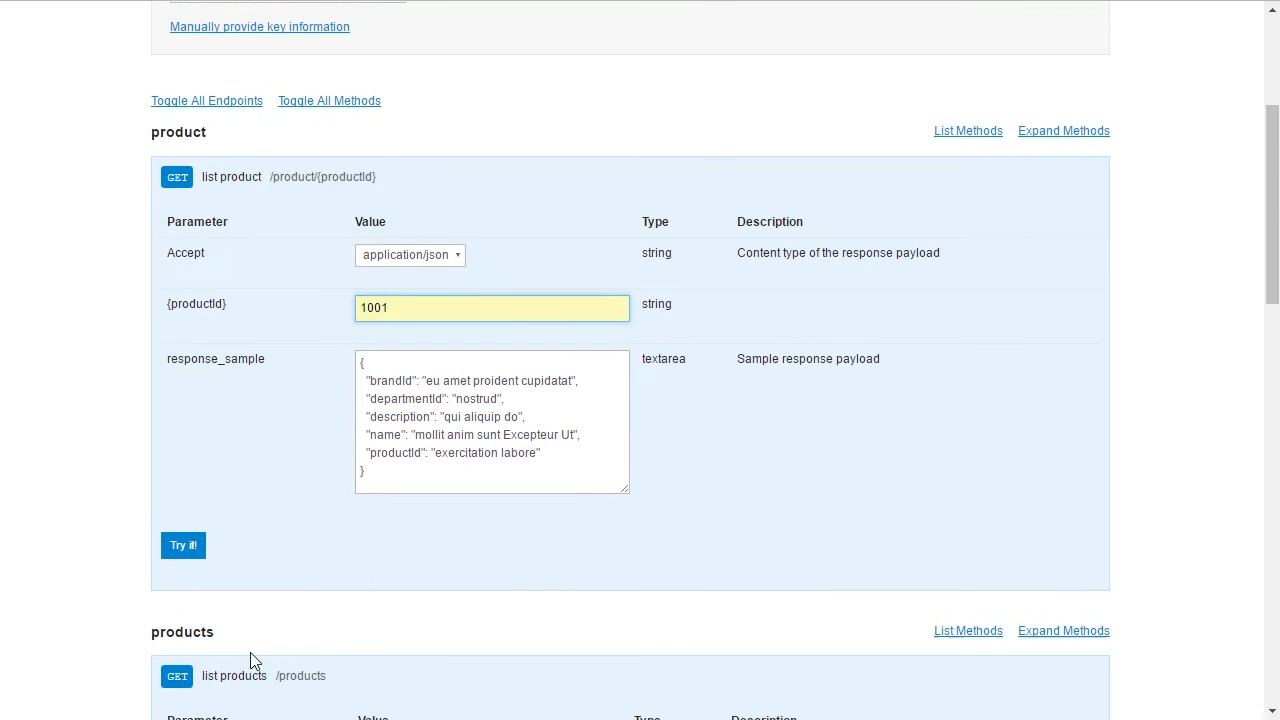 Manually provide key information
Toggle All Endpoints Toggle All Methods
product List Methods Expand Methods
GET list product /product/{productId}
Parameter Value Type Description
Accept application/json string Content type of the response payload
{productId} 1001 string
response_sample { textarea Sample response payload
"brandId": "eu amet proident cupidatat",
"departmentId": "nostrud",
"description": "qui aliquip do",
"name": "mollit anim sunt Excepteur Ut",
"productId": "exercitation labore"
}
Try it!
products List Methods Expand Methods
GET list products /products
Parameter Value Type Description